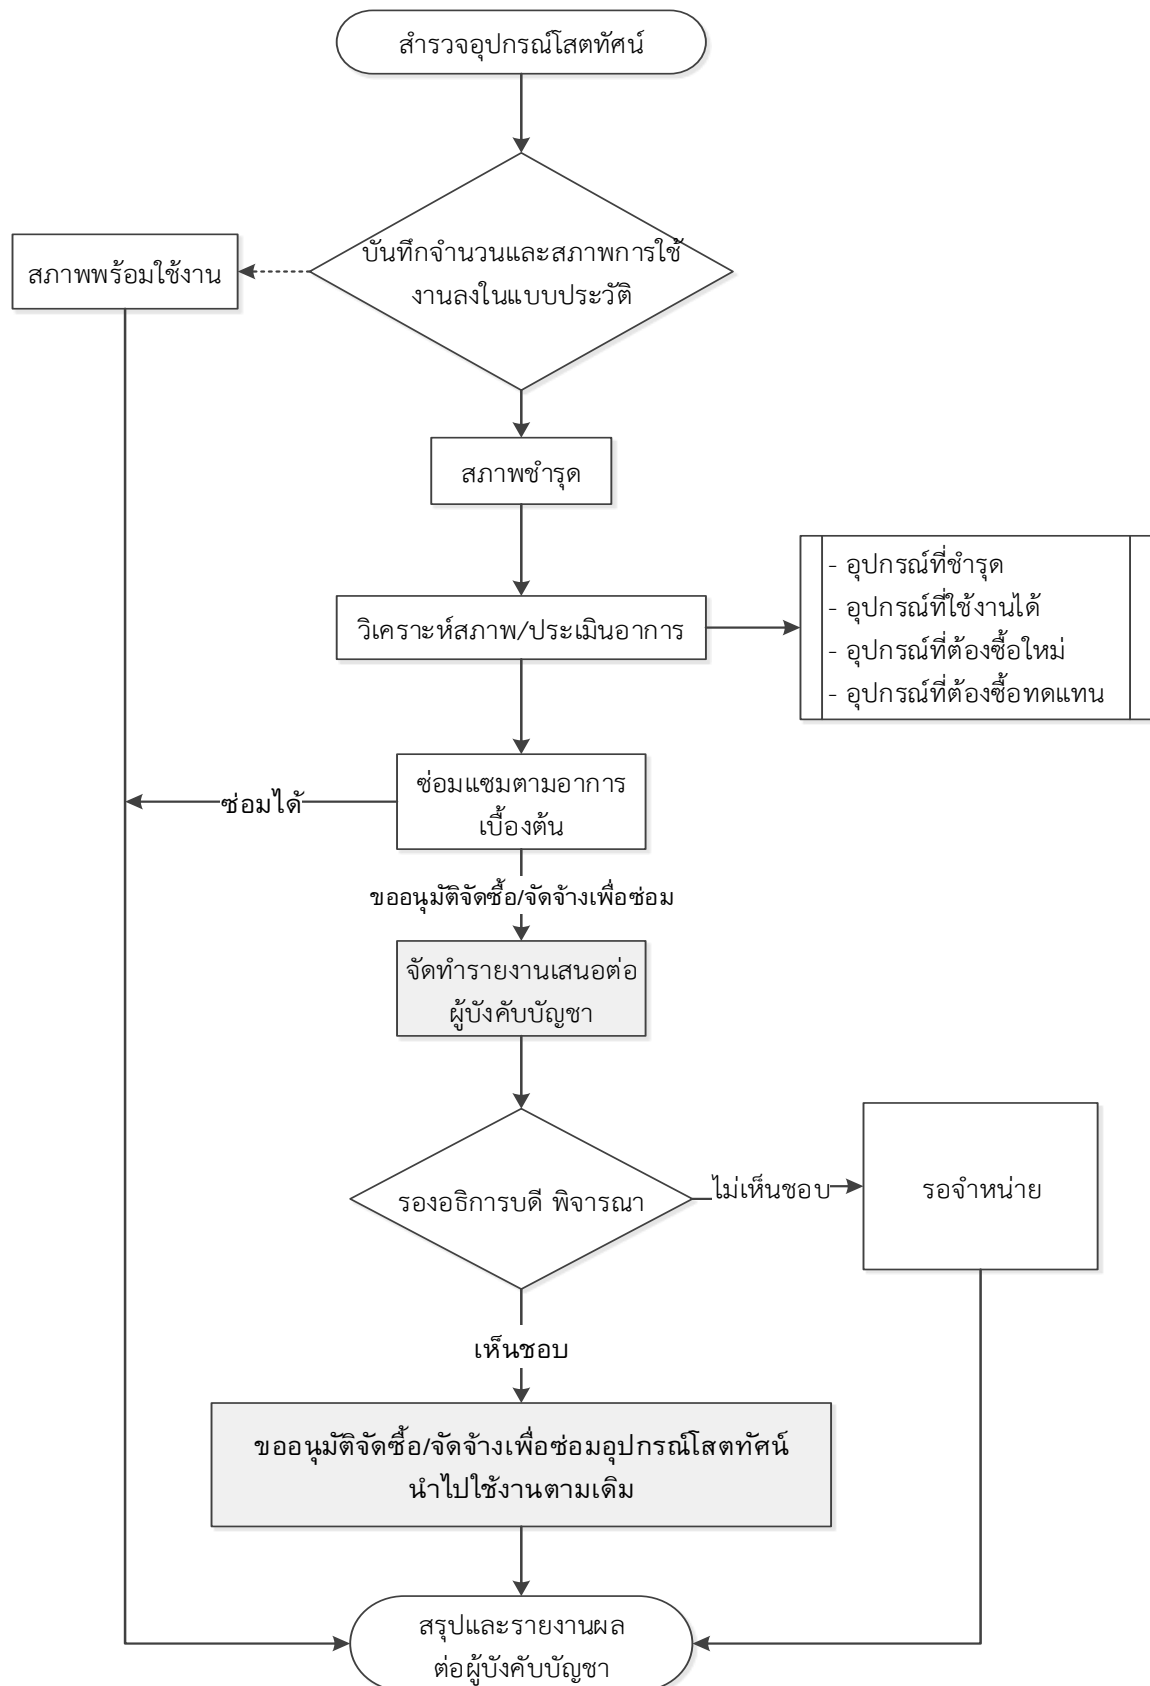 สำรวจอุปกรณ์โสตทัศน์
บันทึกจำนวนและสภาพการใช้
งานลงในแบบประวัติ
สภาพพร้อมใช้งาน
สภาพชำรุด
วิเคราะห์สภาพ/ประเมินอาการ
- อุปกรณ์ที่ชำรุด
- อุปกรณ์ที่ใช้งานได้
- อุปกรณ์ที่ต้องซื้อใหม่
- อุปกรณ์ที่ต้องซื้อทดแทน
ซ่อมแซมตามอาการ
เบื้องต้น
ซ่อมได้
ขออนุมัติจัดซื้อ/จัดจ้างเพื่อซ่อม
จัดทำรายงานเสนอต่อ
ผู้บังคับบัญชา
รองอธิการบดี พิจารณา
ไม่เห็นชอบ
รอจำหน่าย
เห็นชอบ
ขออนุมัติจัดซื้อ/จัดจ้างเพื่อซ่อมอุปกรณ์โสตทัศน์
นำไปใช้งานตามเดิม
สรุปและรายงานผล
ต่อผู้บังคับบัญชา